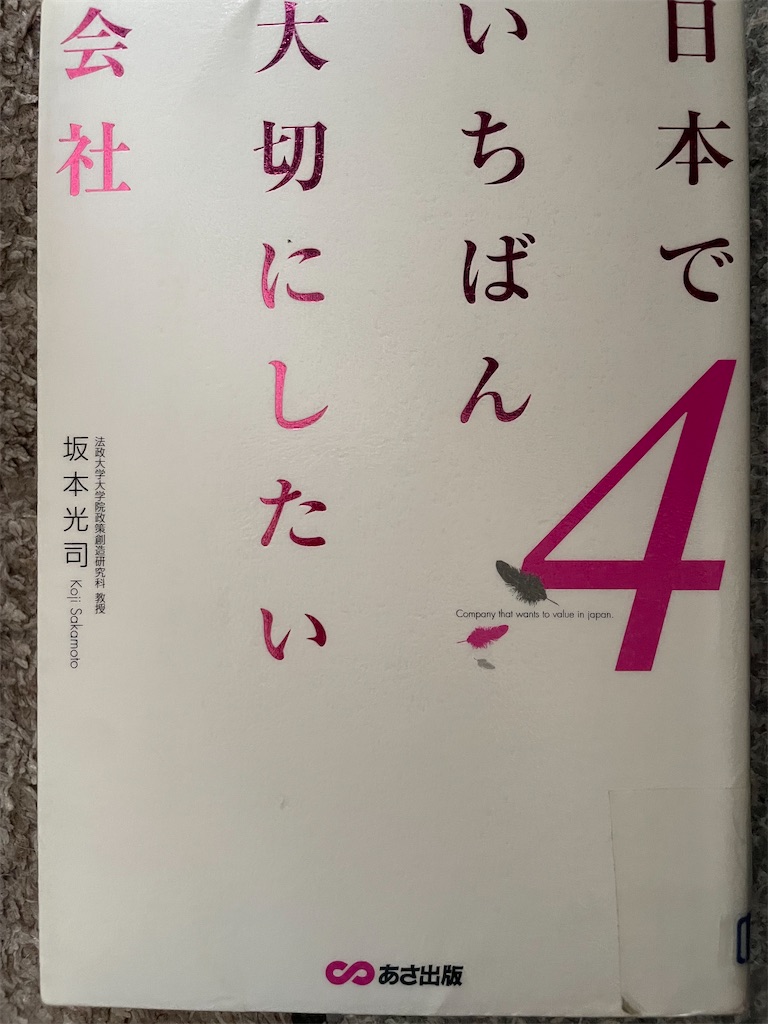 日本で
いちばん
大切にしたい
会社
4
Company that wants to value in japan.
法政大学大学院政策創造研究科 教授
坂本光司 Koji Sakamoto
あさ出版